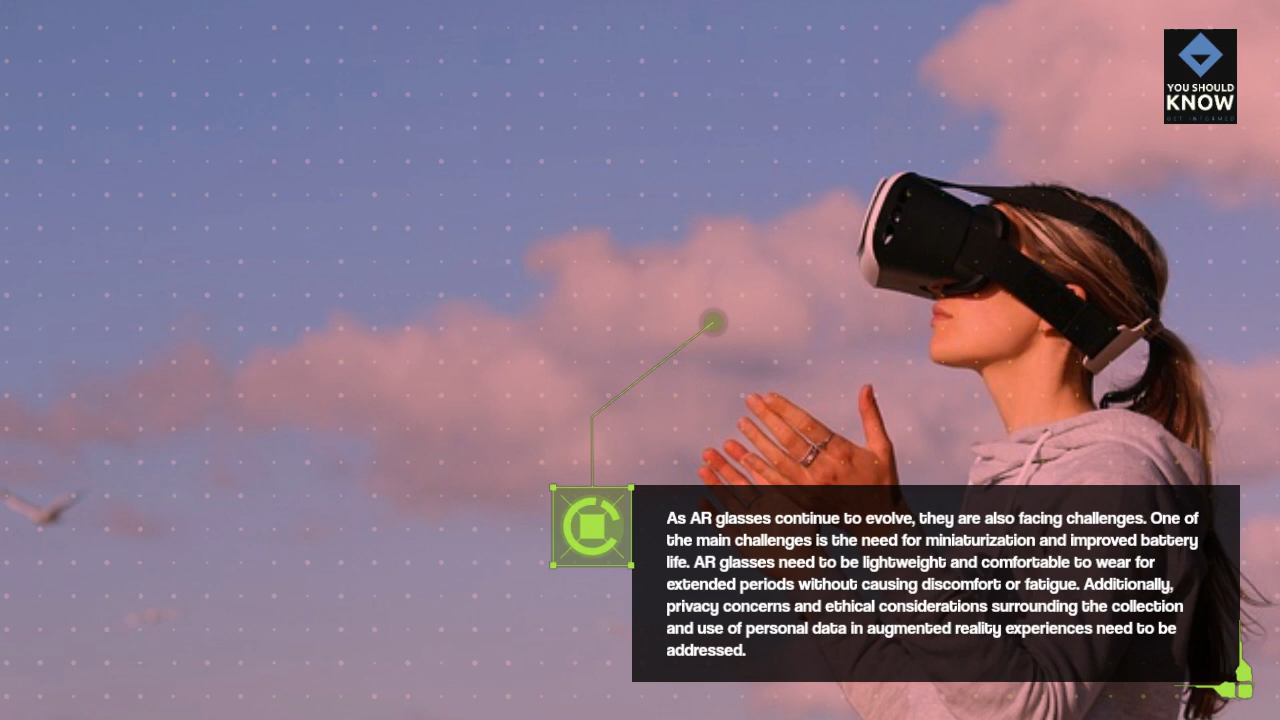 YOU SHOULD
KNOW
GET INFORMED
As AR glasses continue to evolve, they are also facing challenges. One of
the main challenges is the need for miniaturization and improved battery
life. AR glasses need to be lightweight and comfortable to wear for
extended periods without causing discomfort or fatigue. Additionally,
privacy concerns and ethical considerations surrounding the collection
and use of personal data in augmented reality experiences need to be
addressed.